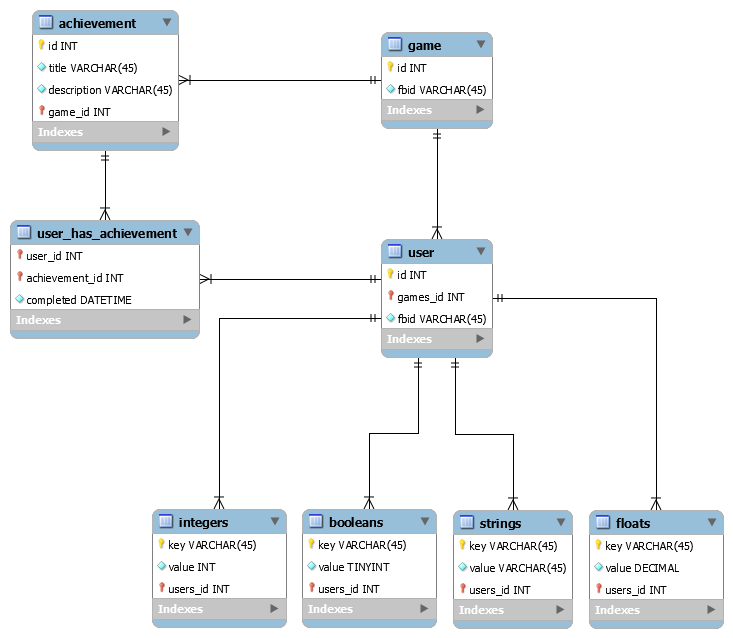 achievement
id INT
title VARCHAR(45)
description VARCHAR(45)
game_id INT
Indexes
game
id INT
fbid VARCHAR(45)
Indexes
user_has_achievement
user_id INT
achievement_id INT
completed DATETIME
Indexes
user
id INT
games_id INT
fbid VARCHAR(45)
Indexes
integers
key VARCHAR(45)
value INT
users_id INT
Indexes
booleans
key VARCHAR(45)
value TINYINT
users_id INT
Indexes
strings
key VARCHAR(45)
value VARCHAR(45)
users_id INT
Indexes
floats
key VARCHAR(45)
value DECIMAL
users_id INT
Indexes